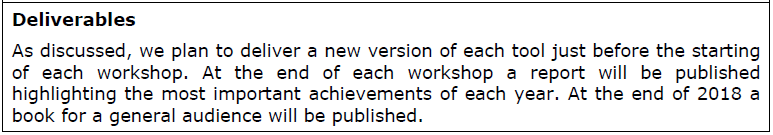 Deliverables
As discussed, we plan to deliver a new version of each tool just before the starting
of each workshop. At the end of each workshop a report will be published
highlighting the most important achievements of each year. At the end of 2018 a
book for a general audience will be published.